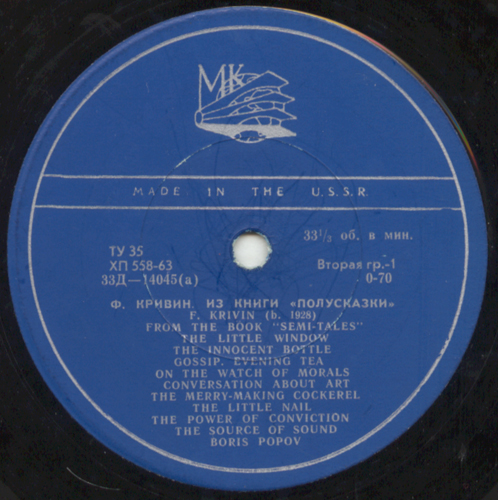 МК
MADE IN THE U.S.S.R.
ТУ 35
ХП 558-63
33Д—14045(а)
33 1/3 об. в мин.
Вторая гр.-1
0-70
Ф. КРИВИН. ИЗ КНИГИ «ПОЛУСКАЗКИ»
F. KRIVIN (b. 1928)
FROM THE BOOK "SEMI-TALES"
THE LITTLE WINDOW
THE INNOCENT BOTTLE
GOSSIP. EVENING TEA
ON THE WATCH OF MORALS
CONVERSATION ABOUT ART
THE MERRY-MAKING COCKEREL
THE LITTLE NAIL
THE POWER OF CONVICTION
THE SOURCE OF SOUND
BORIS POPOV